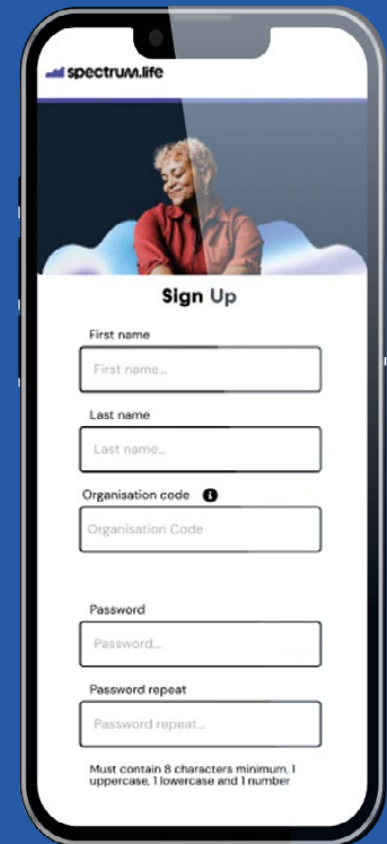 spectrum.life
Sign Up
First name
First name...
Last name
Last name...
Organisation code i
Organisation Code
Password
Password...
Password repeat
Password repeat...
Must contain 8 characters minimum, 1
uppercase, 1 lowercase and 1 number